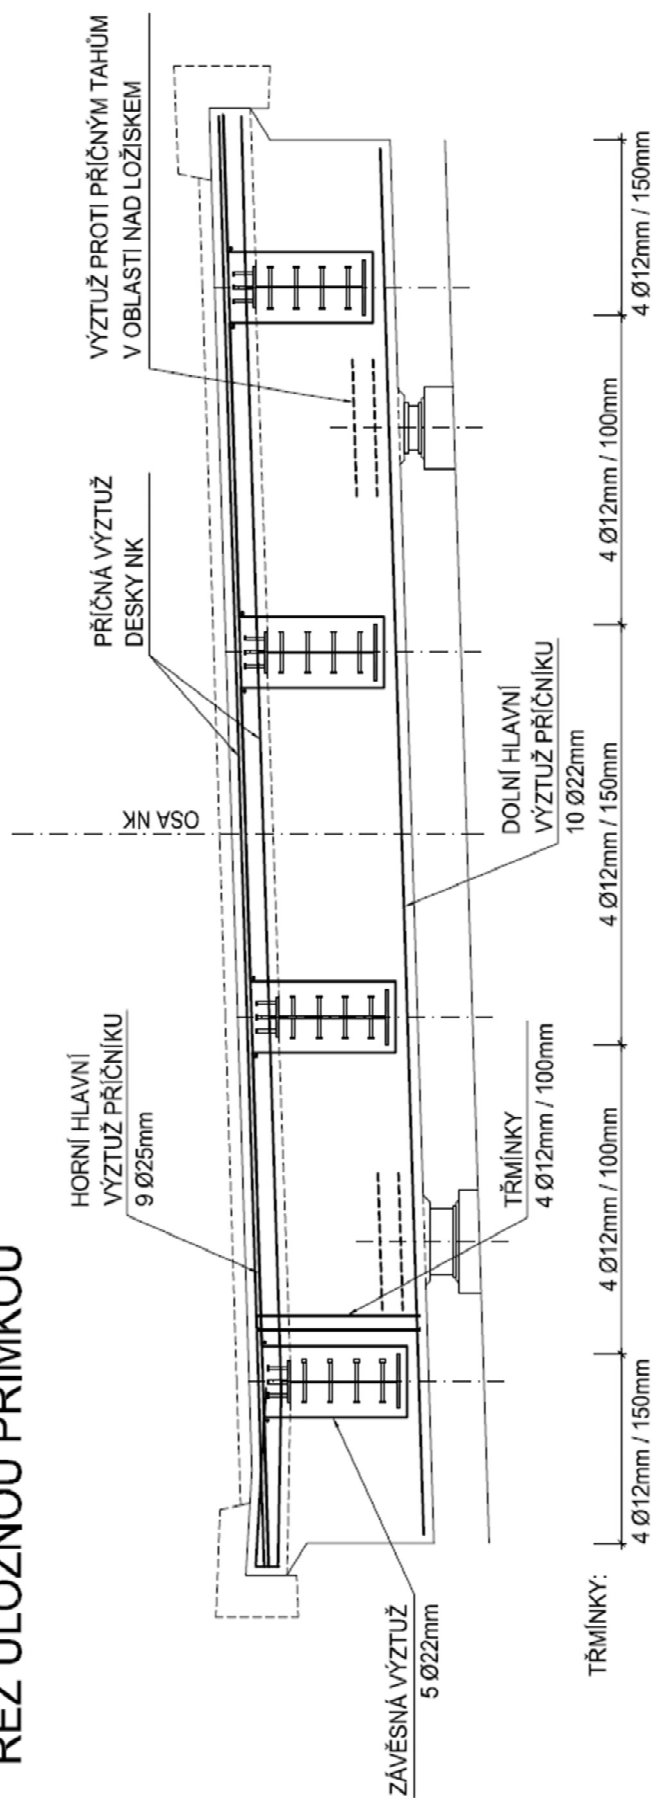 ŘEZ ÚLOŽNOU PŘÍMKOU
HORNÍ HLAVNÍ
VÝZTUŽ PŘÍČNÍKU
9 Ø25mm
OSA NK
PŘÍČNÁ VÝZTUŽ
DESKY NK
VÝZTUŽ PROTI PŘÍČNÝM TAHŮM
V OBLASTI NAD LOŽISKEM
ZÁVĚSNÁ VÝZTUŽ
5 Ø22mm
TŘMÍNKY
4 Ø12mm / 100mm
DOLNÍ HLAVNÍ
VÝZTUŽ PŘÍČNÍKU
10 Ø22mm
TŘMÍNKY:
4 Ø12mm / 150mm
4 Ø12mm / 100mm
4 Ø12mm / 150mm
4 Ø12mm / 100mm
4 Ø12mm / 150mm